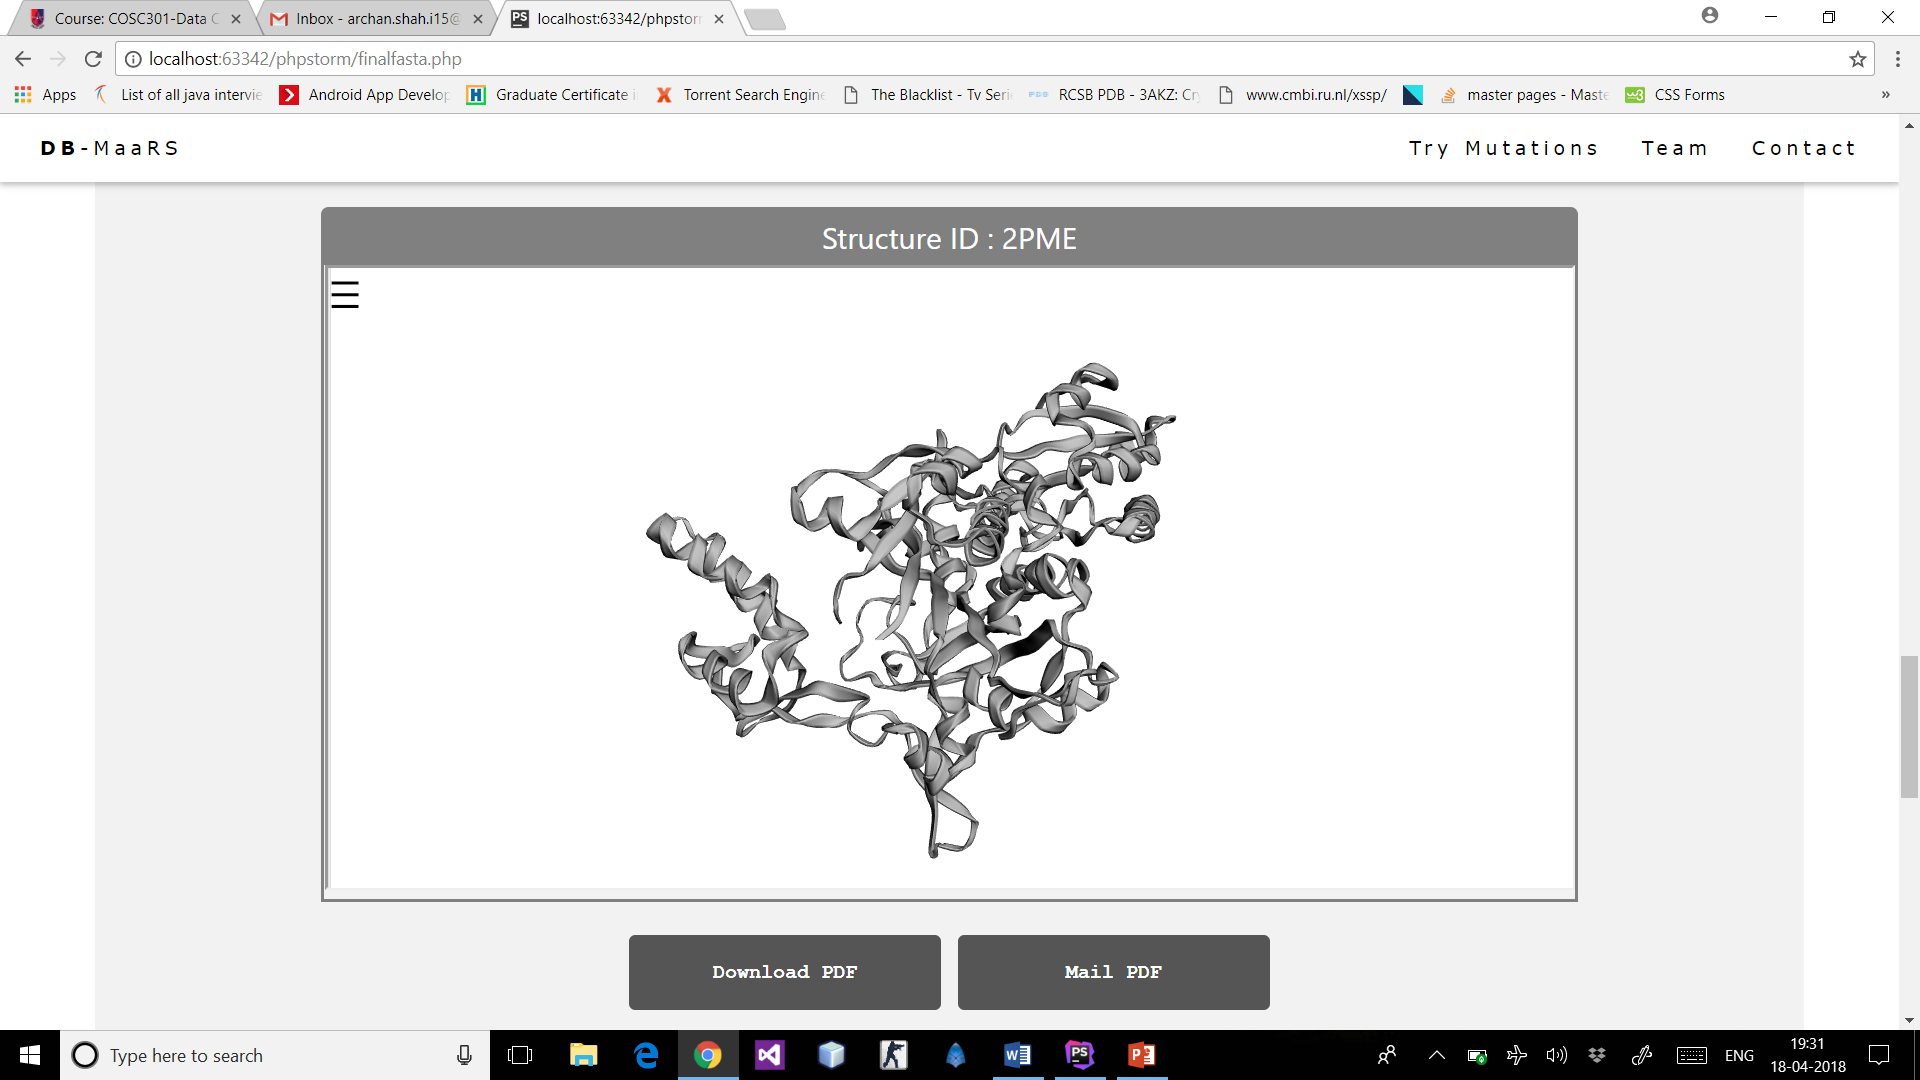 Course: COSC301-Data C
Inbox - archan.shah.i15@
PS localhost:63342/phpstor
localhost:63342/phpstorm/finalfasta.php
Apps
List of all java intervie
Android App Develop
Graduate Certificate i
Torrent Search Engine
The Blacklist - Tv Seri
RCSB PDB - 3AKZ: Cr
www.cmbi.ru.nl/xssp/
master pages - Maste
CSS Forms
»
DB-MaaRS
Try Mutations
Team
Contact
Structure ID : 2PME
Download PDF
Mail PDF
Type here to search
ENG
19:31
18-04-2018